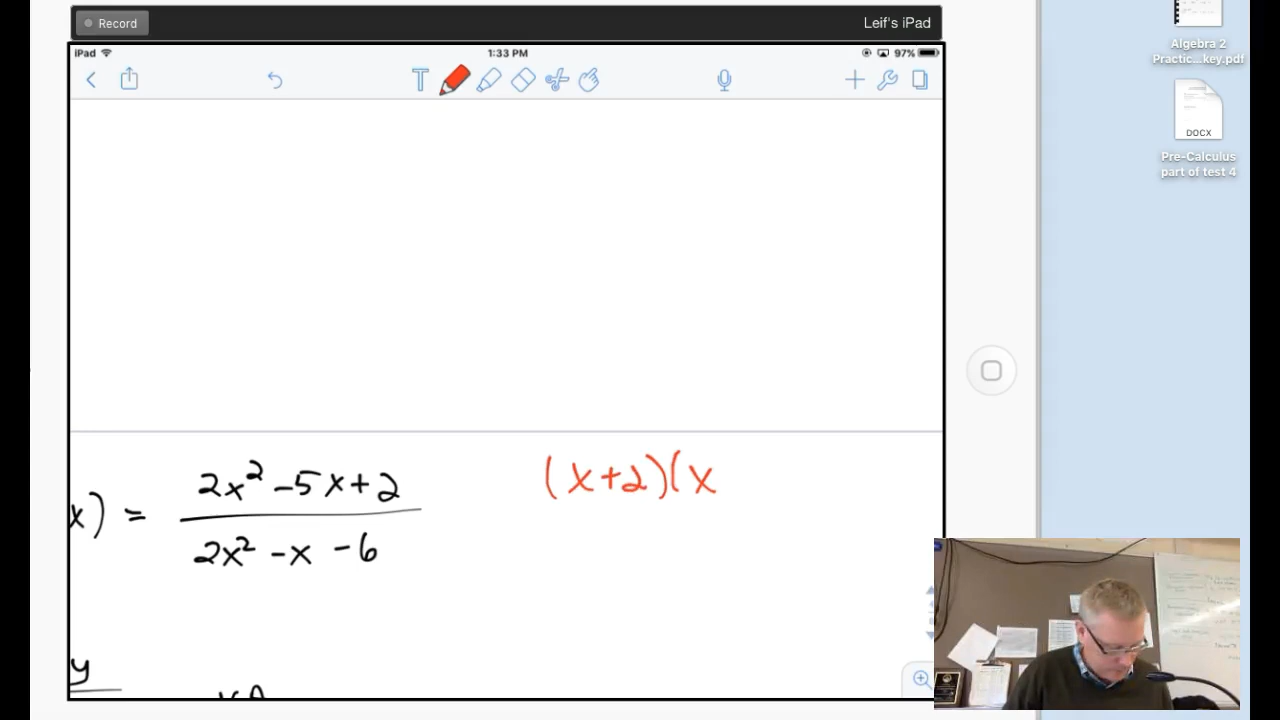 Record
Leif's iPad
iPad
1:33 PM
97%
T
Algebra 2
Practic...key.pdf
DOCX
Pre-Calculus
part of test 4
x) = 2x² - 5x + 2
2x² - x - 6
(x+2)(x
y